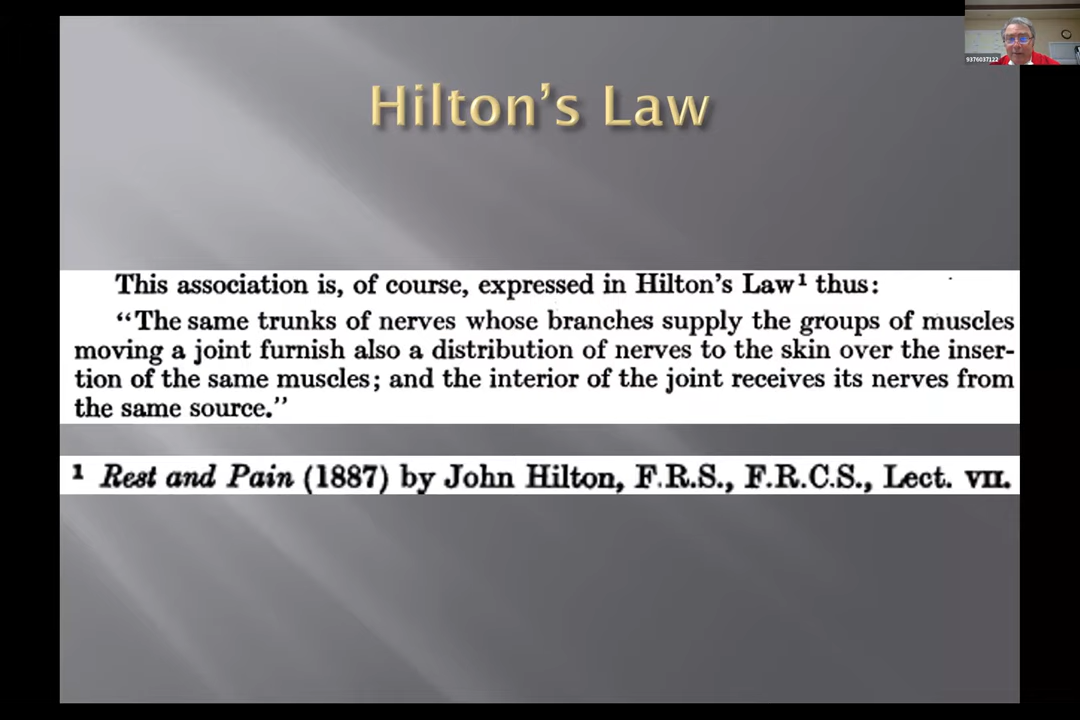 9376037122
Hilton's Law
This association is, of course, expressed in Hilton's Law¹ thus:
"The same trunks of nerves whose branches supply the groups of muscles
moving a joint furnish also a distribution of nerves to the skin over the inser-
tion of the same muscles; and the interior of the joint receives its nerves from
the same source."
¹ Rest and Pain (1887) by John Hilton, F.R.S., F.R.C.S., Lect. VII.